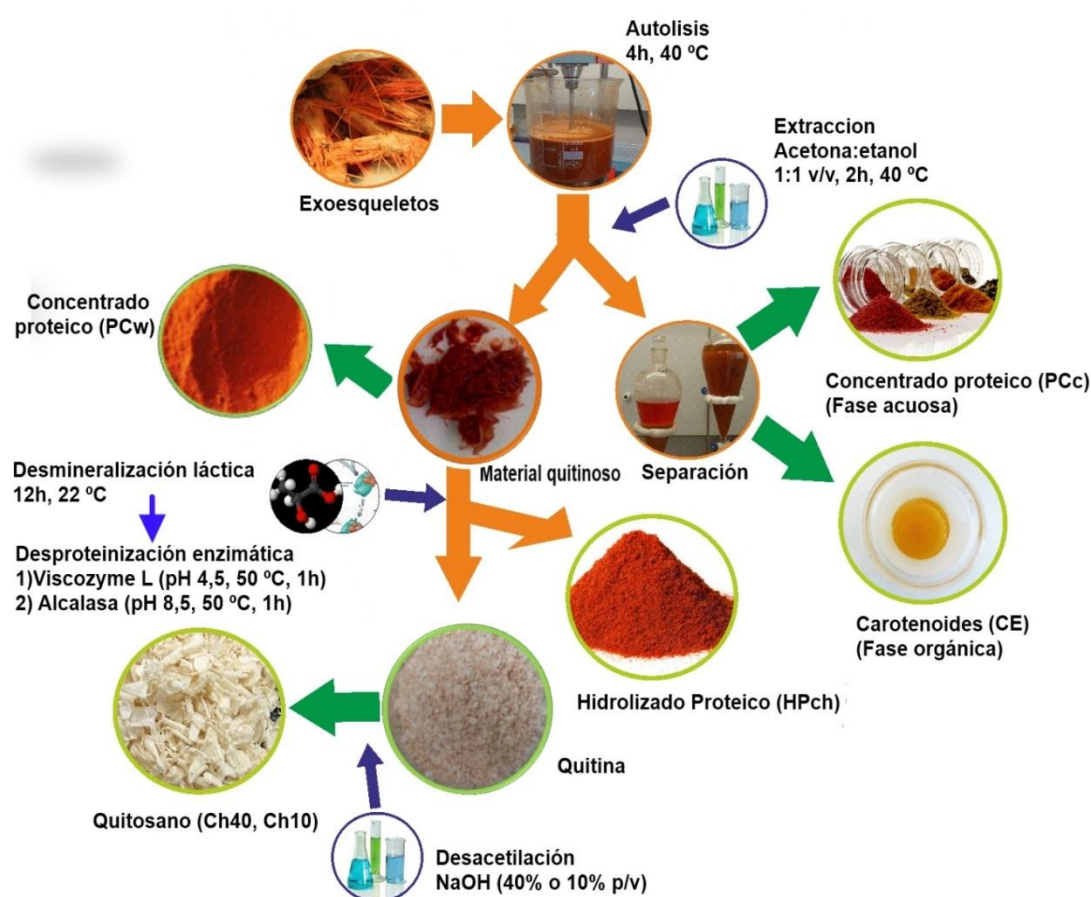 Autolisis
4h, 40 ºC
Exoesqueletos
Extraccion
Acetona:etanol
1:1 v/v, 2h, 40 ºC
Concentrado
proteico (PCw)
Concentrado proteico (PCc)
(Fase acuosa)
Material quitinoso
Separación
Desmineralización láctica
12h, 22 ºC
Desproteinización enzimática
1)Viscozyme L (pH 4,5, 50 ºC, 1h)
2) Alcalasa (pH 8,5, 50 ºC, 1h)
Carotenoides (CE)
(Fase orgánica)
Hidrolizado Proteico (HPch)
Quitina
Quitosano (Ch40, Ch10)
Desacetilación
NaOH (40% o 10% p/v)